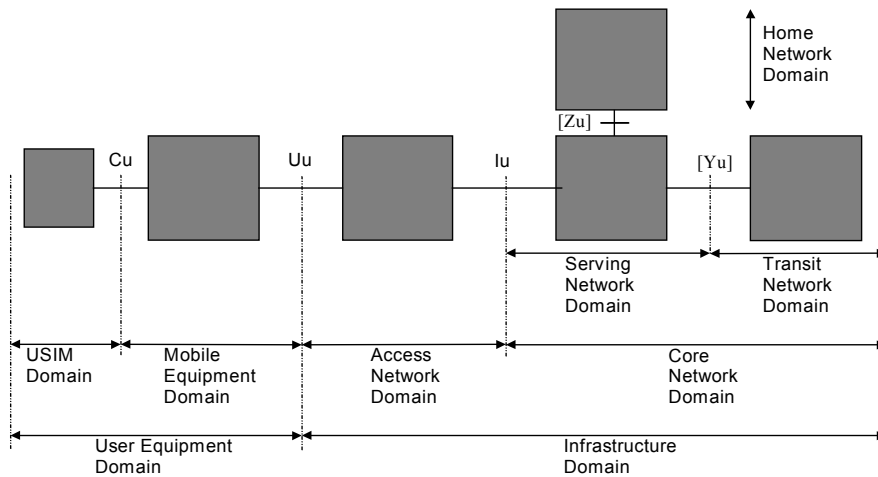 Home
Network
Domain
[Zu]
Cu
Uu
Iu
[Yu]
Serving
Network
Domain
Transit
Network
Domain
USIM
Domain
Mobile
Equipment
Domain
Access
Network
Domain
Core
Network
Domain
User Equipment
Domain
Infrastructure
Domain